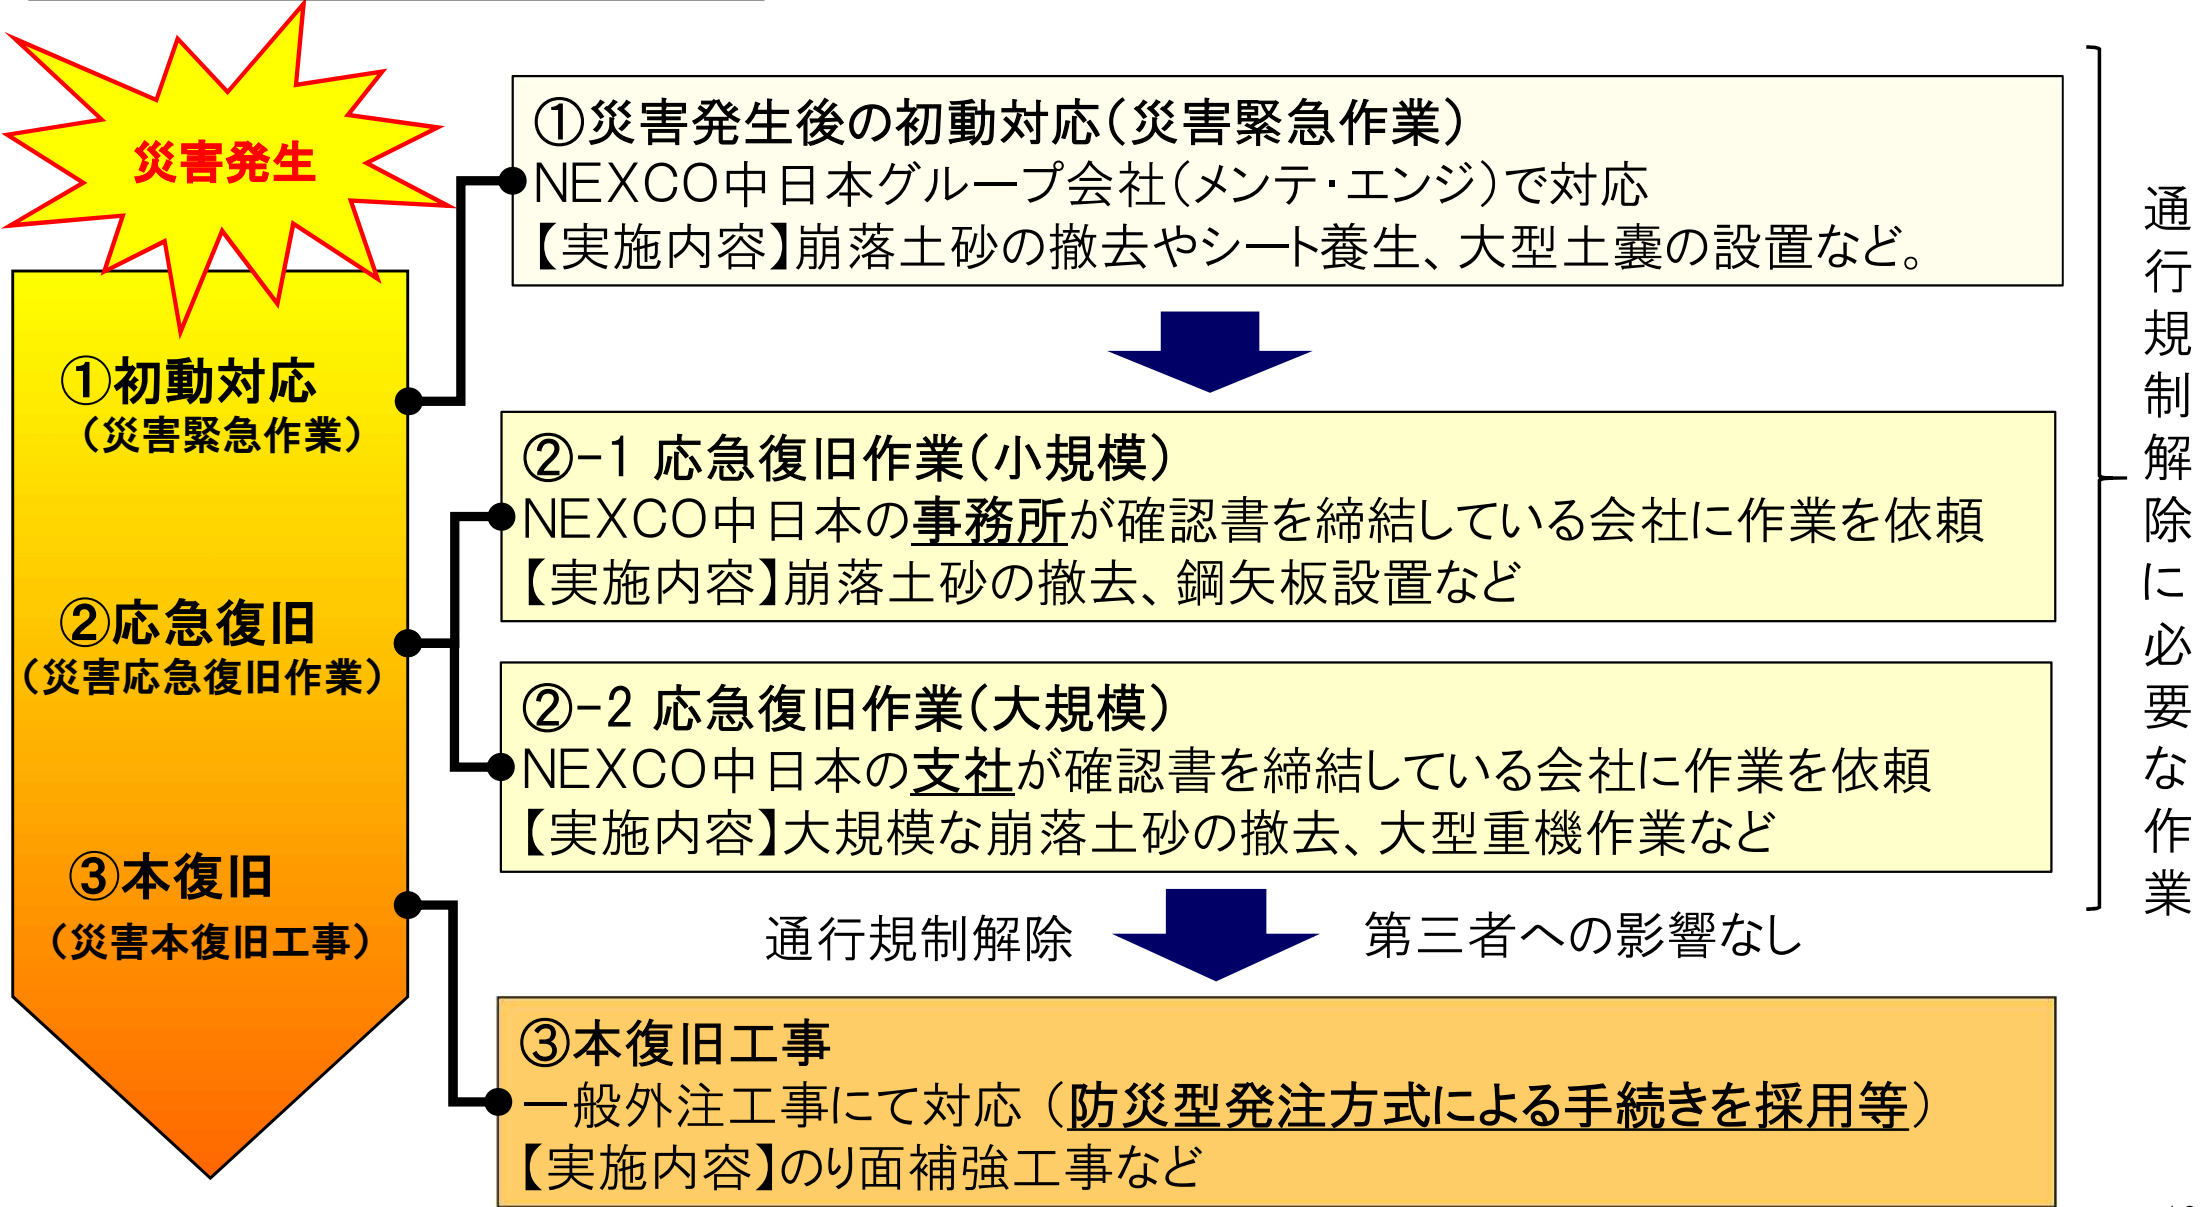 災害発生
①初動対応
（災害緊急作業）
②応急復旧
（災害応急復旧作業）
③本復旧
（災害本復旧工事）
①災害発生後の初動対応（災害緊急作業）
NEXCO中日本グループ会社（メンテ・エンジ）で対応
【実施内容】崩落土砂の撤去やシート養生、大型土嚢の設置など。
②-1 応急復旧作業（小規模）
NEXCO中日本の事務所が確認書を締結している会社に作業を依頼
【実施内容】崩落土砂の撤去、鋼矢板設置など
②-2 応急復旧作業（大規模）
NEXCO中日本の支社が確認書を締結している会社に作業を依頼
【実施内容】大規模な崩落土砂の撤去、大型重機作業など
通行規制解除
第三者への影響なし
③本復旧工事
一般外注工事にて対応（防災型発注方式による手続きを採用等）
【実施内容】のり面補強工事など
通行規制解除に必要な作業